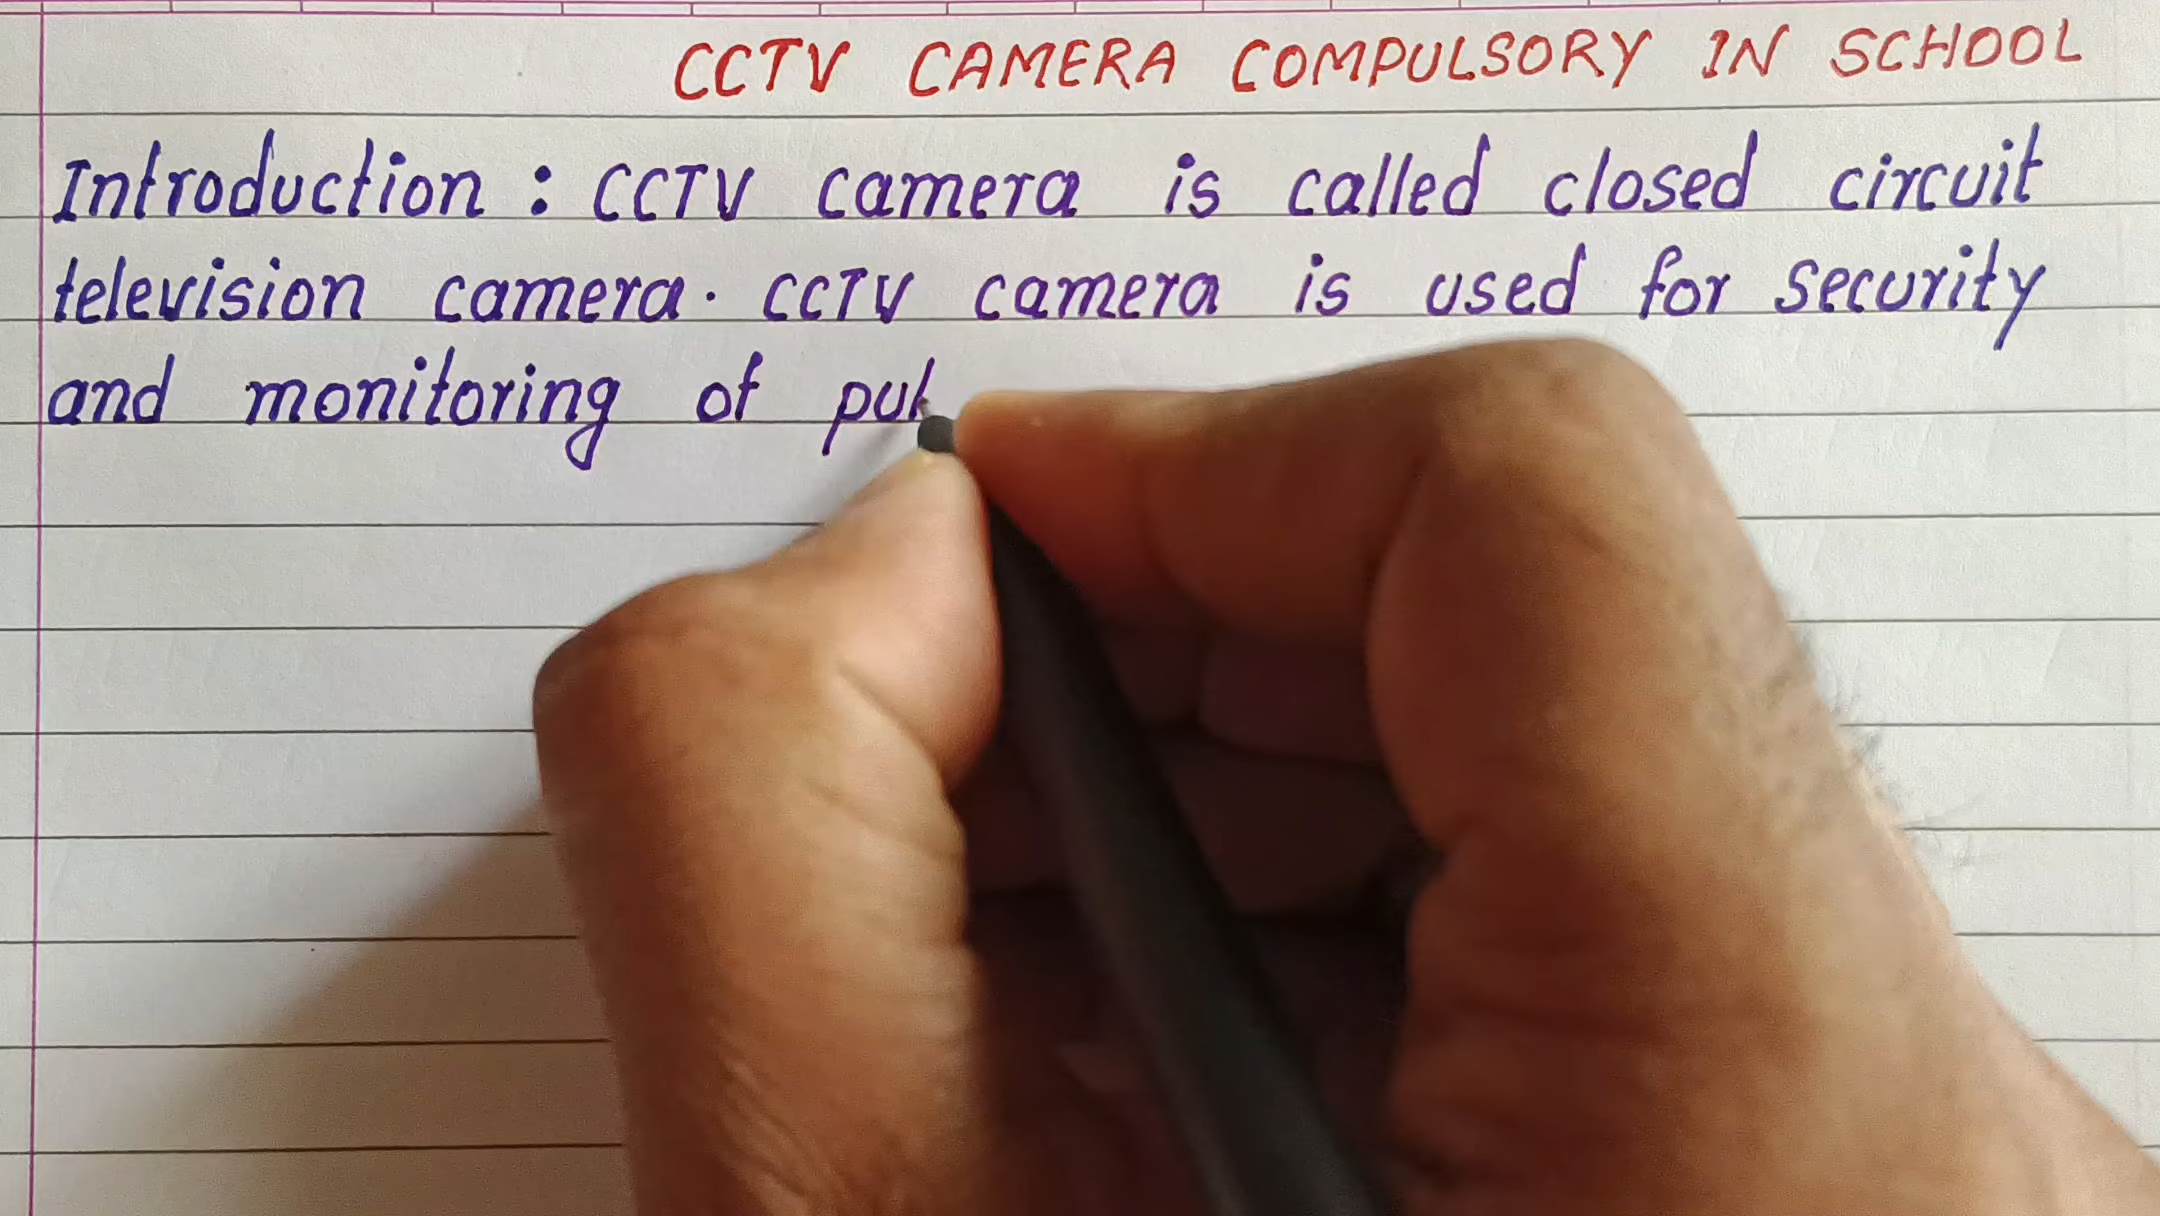 CCTV CAMERA COMPULSORY IN SCHOOL
Introduction : CCTV camera is called closed circuit
television camera. CCTV camera is used for security
and monitoring of